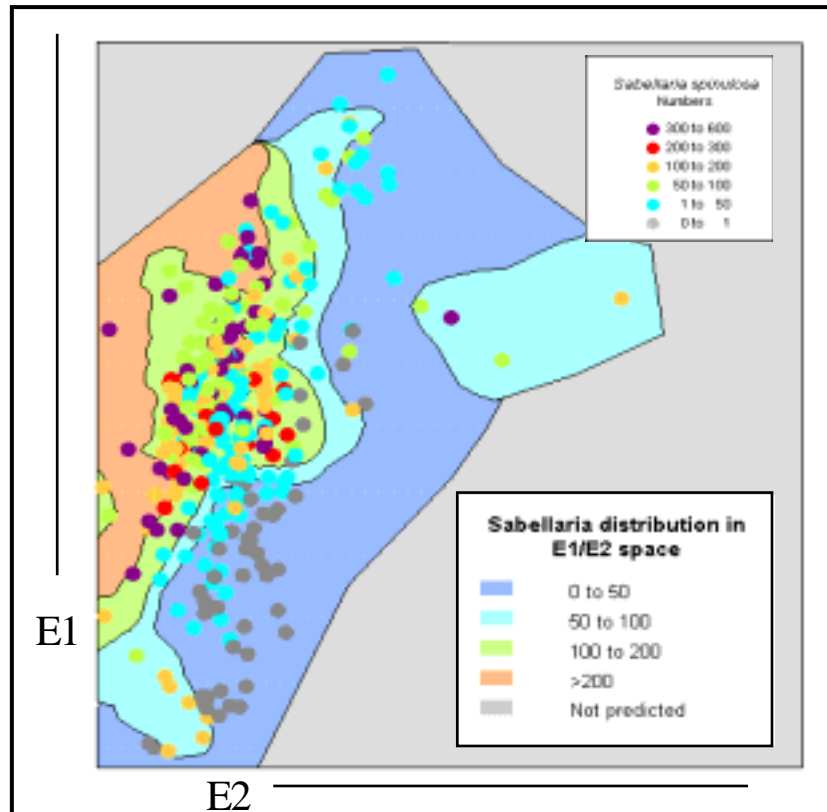 Sabellaria spinulosa
Numbers
300 to 600
200 to 300
100 to 200
50 to 100
1 to 50
0 to 1
Sabellaria distribution in
E1/E2 space
0 to 50
50 to 100
100 to 200
>200
Not predicted
E1
E2